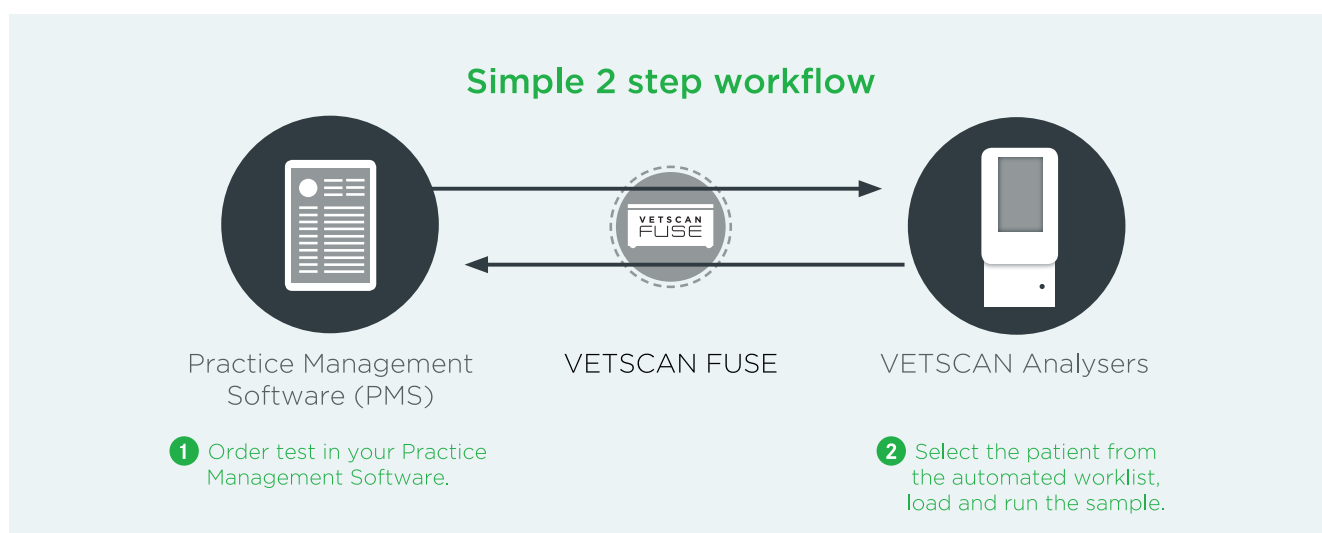 Simple 2 step workflow
VETSCAN
FUSE
Practice Management
Software (PMS)
VETSCAN FUSE
VETSCAN Analysers
1 Order test in your Practice
Management Software.
2 Select the patient from
the automated worklist,
load and run the sample.